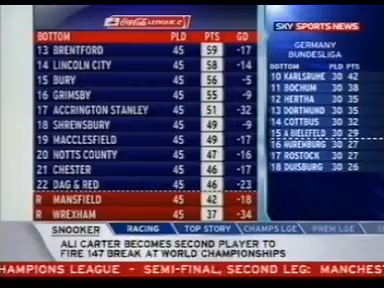 Coca-Cola LEAGUE 2
BOTTOM PLD PTS GD
13 BRENTFORD 45 59 -17
14 LINCOLN CITY 45 58 -14
15 BURY 45 56 -5
16 GRIMSBY 45 55 -9
17 ACCRINGTON STANLEY 45 51 -32
18 SHREWSBURY 45 49 -9
19 MACCLESFIELD 45 49 -17
20 NOTTS COUNTY 45 47 -16
21 CHESTER 45 46 -17
22 DAG & RED 45 46 -23
R MANSFIELD 45 42 -18
R WREXHAM 45 37 -34
SKY SPORTS NEWS
GERMANY
BUNDESLIGA
BOTTOM PLD PTS
10 KARLSRUHE 30 42
11 BOCHUM 30 38
12 HERTHA 30 35
13 DORTMUND 30 35
14 COTTBUS 30 32
15 A BIELEFELD 30 29
16 NUREMBURG 30 27
17 ROSTOCK 30 27
18 DUISBURG 30 26
SNOOKER RACING TOP STORY CHAMPS LGE PREM LGE
ALI CARTER BECOMES SECOND PLAYER TO
FIRE 147 BREAK AT WORLD CHAMPIONSHIPS
HAMPIONS LEAGUE - SEMI-FINAL, SECOND LEG: MANCHEST